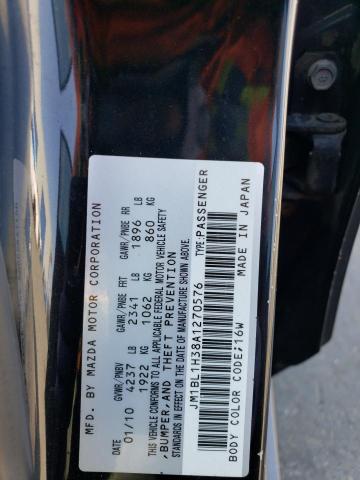 MFD. BY MAZDA MOTOR CORPORATION
DATE GVWR/PNBV LB GAWR/PNBE FRT LB GAWR/PNBE RR LB
01/10 4237 2341 1896
1922 KG 1062 KG 860 KG
THIS VEHICLE CONFORMS TO ALL APPLICABLE FEDERAL MOTOR VEHICLE SAFETY
,BUMPER,AND THEFT PREVENTION
STANDARDS IN EFFECT ON THE DATE OF MANUFACTURE SHOWN ABOVE.
JM1BL1H38A1270576 TYPE:PASSENGER
BODY COLOR CODE:16W MADE IN JAPAN